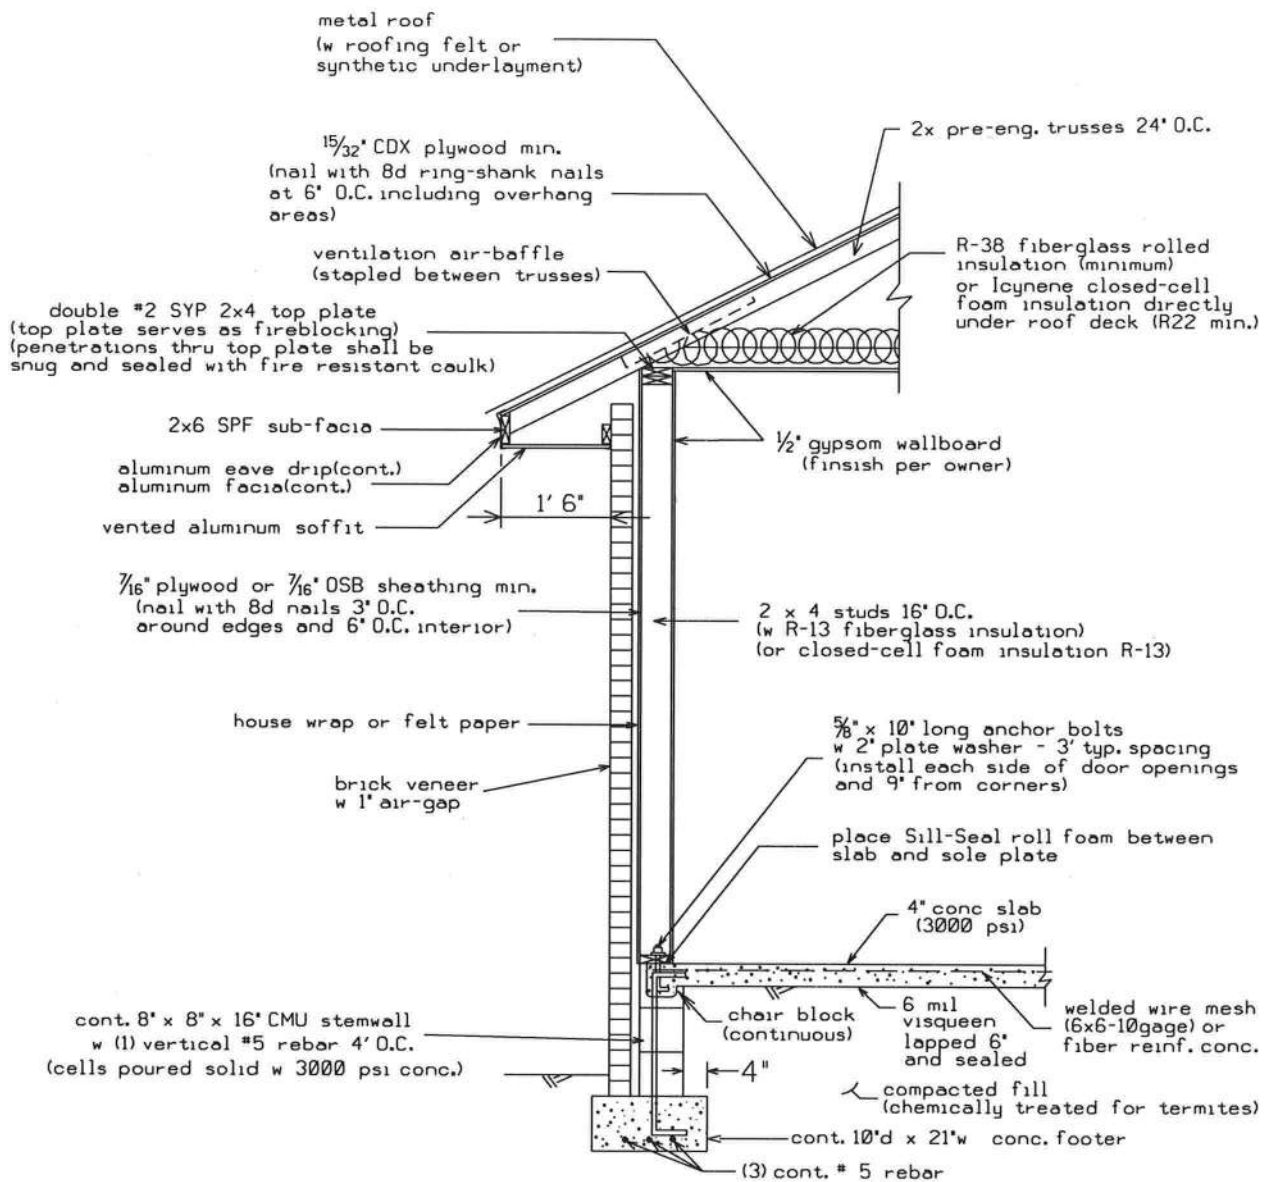 metal roof
(w roofing felt or
synthetic underlayment)
15/32" CDX plywood min.
(nail with 8d ring-shank nails
at 6" O.C. including overhang
areas)
2x pre-eng. trusses 24" O.C.
ventilation air-baffle
(stapled between trusses)
R-38 fiberglass rolled
insulation (minimum)
or Icynene closed-cell
foam insulation directly
under roof deck (R22 min.)
double #2 SYP 2x4 top plate
(top plate serves as fireblocking)
(penetrations thru top plate shall be
snug and sealed with fire resistant caulk)
2x6 SPF sub-facia
1/2" gypsom wallboard
(finsish per owner)
aluminum eave drip(cont.)
aluminum facia(cont.)
1' 6"
vented aluminum soffit
7/16" plywood or 7/16" OSB sheathing min.
(nail with 8d nails 3" O.C.
around edges and 6" O.C. interior)
2 x 4 studs 16" O.C.
(w R-13 fiberglass insulation)
(or closed-cell foam insulation R-13)
house wrap or felt paper
5/8" x 10" long anchor bolts
w 2" plate washer - 3' typ. spacing
(install each side of door openings
and 9" from corners)
brick veneer
w 1" air-gap
place Sill-Seal roll foam between
slab and sole plate
4" conc slab
(3000 psi)
cont. 8" x 8" x 16" CMU stemwall
w (1) vertical #5 rebar 4' O.C.
(cells poured solid w 3000 psi conc.)
chair block
(continuous)
6 mil
visqueen
lapped 6"
and sealed
welded wire mesh
(6x6-10gage) or
fiber reinf. conc.
4"
compacted fill
(chemically treated for termites)
cont. 10"d x 21"w conc. footer
(3) cont. # 5 rebar